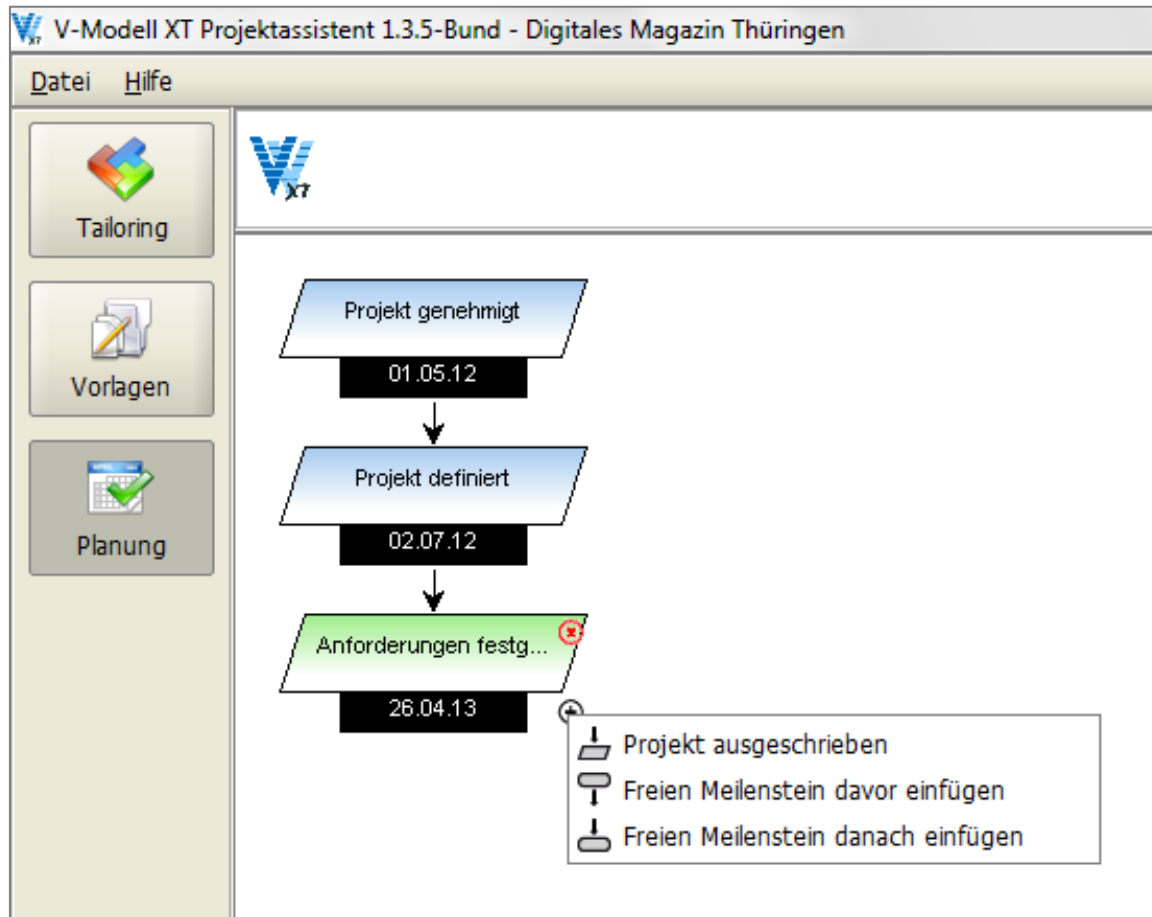 V-Modell XT Projektassistent 1.3.5-Bund - Digitales Magazin Thüringen
Datei Hilfe
XT
Tailoring
Vorlagen
Planung
Projekt genehmigt
01.05.12
Projekt definiert
02.07.12
Anforderungen festg...
26.04.13
Projekt ausgeschrieben
Freien Meilenstein davor einfügen
Freien Meilenstein danach einfügen